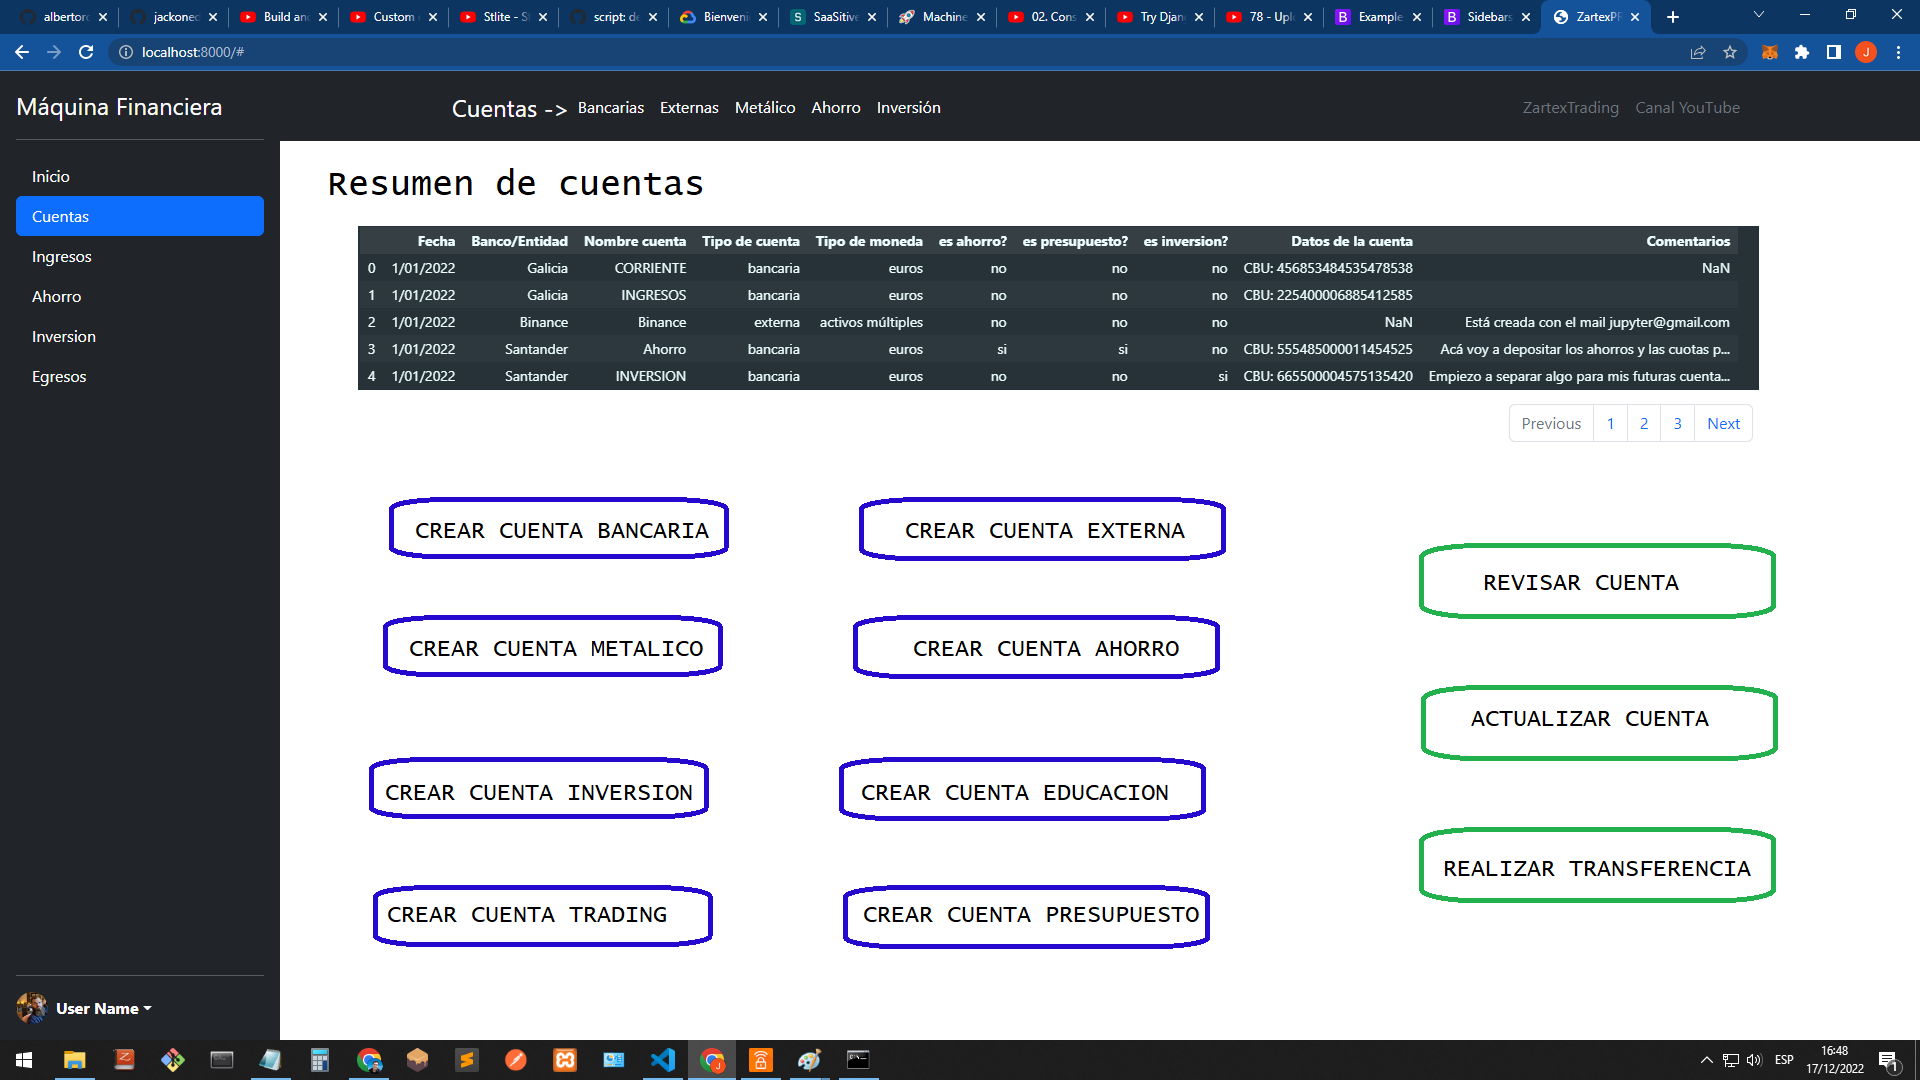 albertoro
jackoned
Build an
Custom
Stlite - S
script: de
Bienveni
SaaSitive
Machine
02. Cons
Try Djan
78 - Uplo
Example
Sidebars
ZartexPR
localhost:8000/#
J
Máquina Financiera
Cuentas -> Bancarias Externas Metálico Ahorro Inversión
ZartexTrading Canal YouTube
Inicio
Cuentas
Ingresos
Ahorro
Inversion
Egresos
User Name
Resumen de cuentas
Fecha Banco/Entidad Nombre cuenta Tipo de cuenta Tipo de moneda es ahorro? es presupuesto? es inversion? Datos de la cuenta Comentarios
0 1/01/2022 Galicia CORRIENTE bancaria euros no no no CBU: 456853484535478538 NaN
1 1/01/2022 Galicia INGRESOS bancaria euros no no no CBU: 225400006885412585
2 1/01/2022 Binance Binance externa activos múltiples no no no NaN Está creada con el mail jupyter@gmail.com
3 1/01/2022 Santander Ahorro bancaria euros si si no CBU: 555485000011454525 Acá voy a depositar los ahorros y las cuotas p...
4 1/01/2022 Santander INVERSION bancaria euros no no si CBU: 665500004575135420 Empiezo a separar algo para mis futuras cuenta...
Previous 1 2 3 Next
CREAR CUENTA BANCARIA
CREAR CUENTA EXTERNA
REVISAR CUENTA
CREAR CUENTA METALICO
CREAR CUENTA AHORRO
ACTUALIZAR CUENTA
CREAR CUENTA INVERSION
CREAR CUENTA EDUCACION
REALIZAR TRANSFERENCIA
CREAR CUENTA TRADING
CREAR CUENTA PRESUPUESTO
ESP
16:48
17/12/2022
1